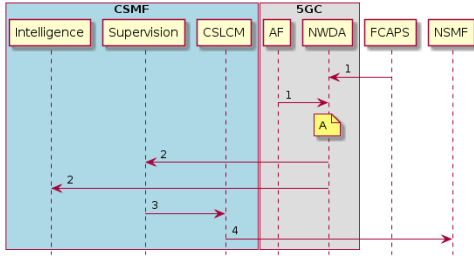 CSMF 5GC
Intelligence Supervision CSLCM AF NWDA FCAPS NSMF
1
1
A
2
2
3
4